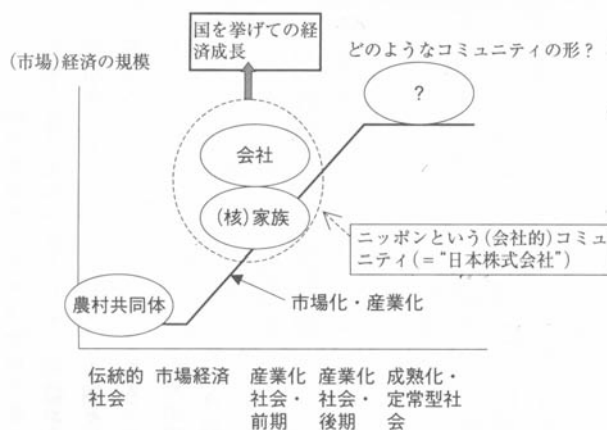 国を挙げての経
済成長
(市場)経済の規模
どのようなコミュニティの形?
?
会社
(核)家族
ニッポンという(会社的)コミュ
ニティ(=“日本株式会社”)
農村共同体
市場化・産業化
伝統的
社会
市場経済
産業化
社会・
前期
産業化
社会・
後期
成熟化・
定常型社
会